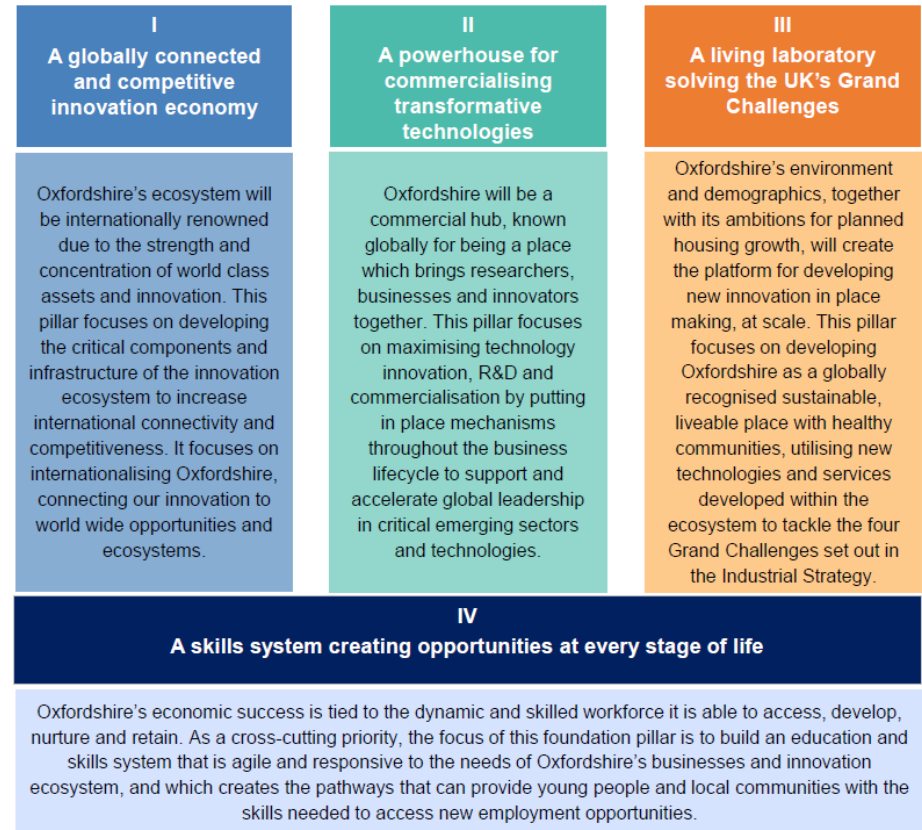 I
A globally connected
and competitive
innovation economy
Oxfordshire’s ecosystem will
be internationally renowned
due to the strength and
concentration of world class
assets and innovation. This
pillar focuses on developing
the critical components and
infrastructure of the innovation
ecosystem to increase
international connectivity and
competitiveness. It focuses on
internationalising Oxfordshire,
connecting our innovation to
world wide opportunities and
ecosystems.
II
A powerhouse for
commercialising
transformative
technologies
Oxfordshire will be a
commercial hub, known
globally for being a place
which brings researchers,
businesses and innovators
together. This pillar focuses
on maximising technology
innovation, R&D and
commercialisation by putting
in place mechanisms
throughout the business
lifecycle to support and
accelerate global leadership
in critical emerging sectors
and technologies.
III
A living laboratory
solving the UK’s Grand
Challenges
Oxfordshire’s environment
and demographics, together
with its ambitions for planned
housing growth, will create
the platform for developing
new innovation in place
making, at scale. This pillar
focuses on developing
Oxfordshire as a globally
recognised sustainable,
liveable place with healthy
communities, utilising new
technologies and services
developed within the
ecosystem to tackle the four
Grand Challenges set out in
the Industrial Strategy.
IV
A skills system creating opportunities at every stage of life
Oxfordshire’s economic success is tied to the dynamic and skilled workforce it is able to access, develop,
nurture and retain. As a cross-cutting priority, the focus of this foundation pillar is to build an education and
skills system that is agile and responsive to the needs of Oxfordshire’s businesses and innovation
ecosystem, and which creates the pathways that can provide young people and local communities with the
skills needed to access new employment opportunities.